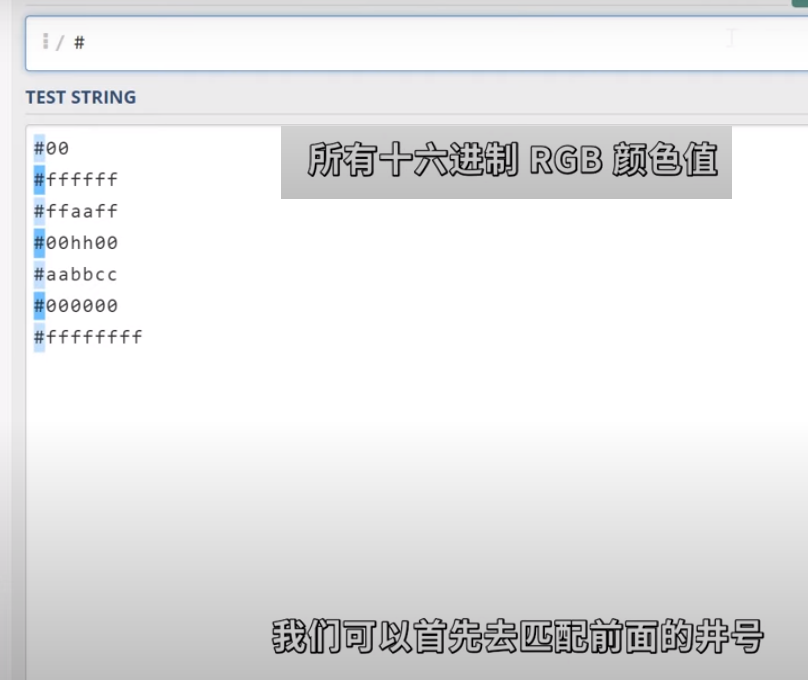 / #
TEST STRING
所有十六进制 RGB 颜色值
#00
#ffffff
#ffaaff
#00hh00
#aabbcc
#000000
#ffffffff
我们可以首先去匹配前面的井号